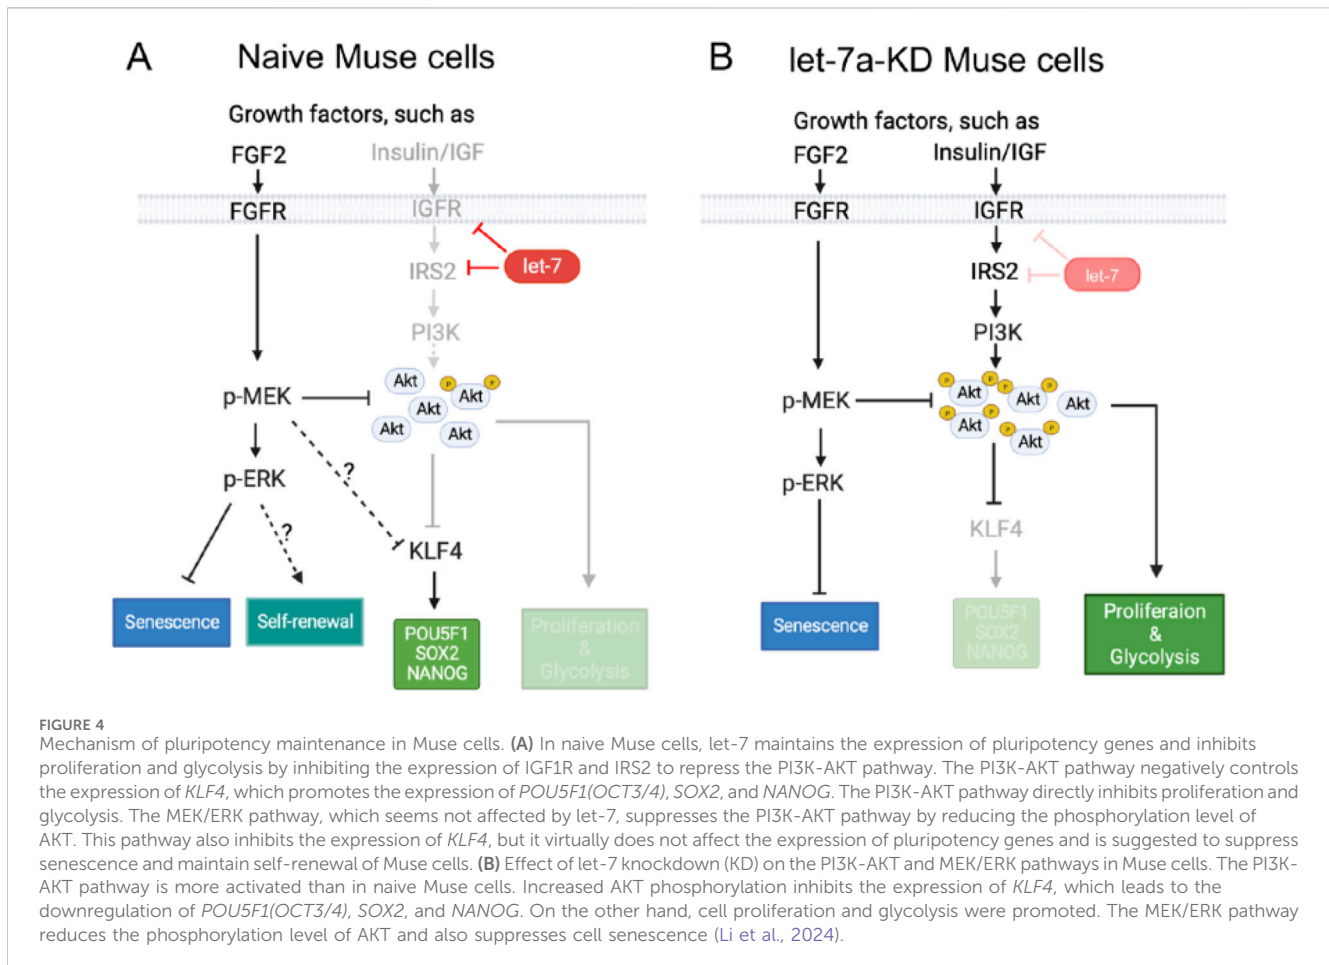 A
Naive Muse cells
Growth factors, such as
FGF2
Insulin/IGF
FGFR
IGFR
IRS2
let-7
PI3K
p-MEK
Akt
P
P
Akt
Akt
Akt
Akt
?
p-ERK
?
KLF4
Senescence
Self-renewal
POU5F1
SOX2
NANOG
Proliferation
&
Glycolysis
B
let-7a-KD Muse cells
Growth factors, such as
FGF2
Insulin/IGF
FGFR
IGFR
IRS2
let-7
PI3K
p-MEK
P
P
P
P
Akt
Akt
Akt
P
P
Akt
P
P
Akt
p-ERK
KLF4
Senescence
POU5F1
SOX2
NANOG
Proliferaion
&
Glycolysis
FIGURE 4
Mechanism of pluripotency maintenance in Muse cells. (A) In naive Muse cells, let-7 maintains the expression of pluripotency genes and inhibits
proliferation and glycolysis by inhibiting the expression of IGF1R and IRS2 to repress the PI3K-AKT pathway. The PI3K-AKT pathway negatively controls
the expression of KLF4, which promotes the expression of POU5F1(OCT3/4), SOX2, and NANOG. The PI3K-AKT pathway directly inhibits proliferation and
glycolysis. The MEK/ERK pathway, which seems not affected by let-7, suppresses the PI3K-AKT pathway by reducing the phosphorylation level of
AKT. This pathway also inhibits the expression of KLF4, but it virtually does not affect the expression of pluripotency genes and is suggested to suppress
senescence and maintain self-renewal of Muse cells. (B) Effect of let-7 knockdown (KD) on the PI3K-AKT and MEK/ERK pathways in Muse cells. The PI3K-
AKT pathway is more activated than in naive Muse cells. Increased AKT phosphorylation inhibits the expression of KLF4, which leads to the
downregulation of POU5F1(OCT3/4), SOX2, and NANOG. On the other hand, cell proliferation and glycolysis were promoted. The MEK/ERK pathway
reduces the phosphorylation level of AKT and also suppresses cell senescence (Li et al., 2024).